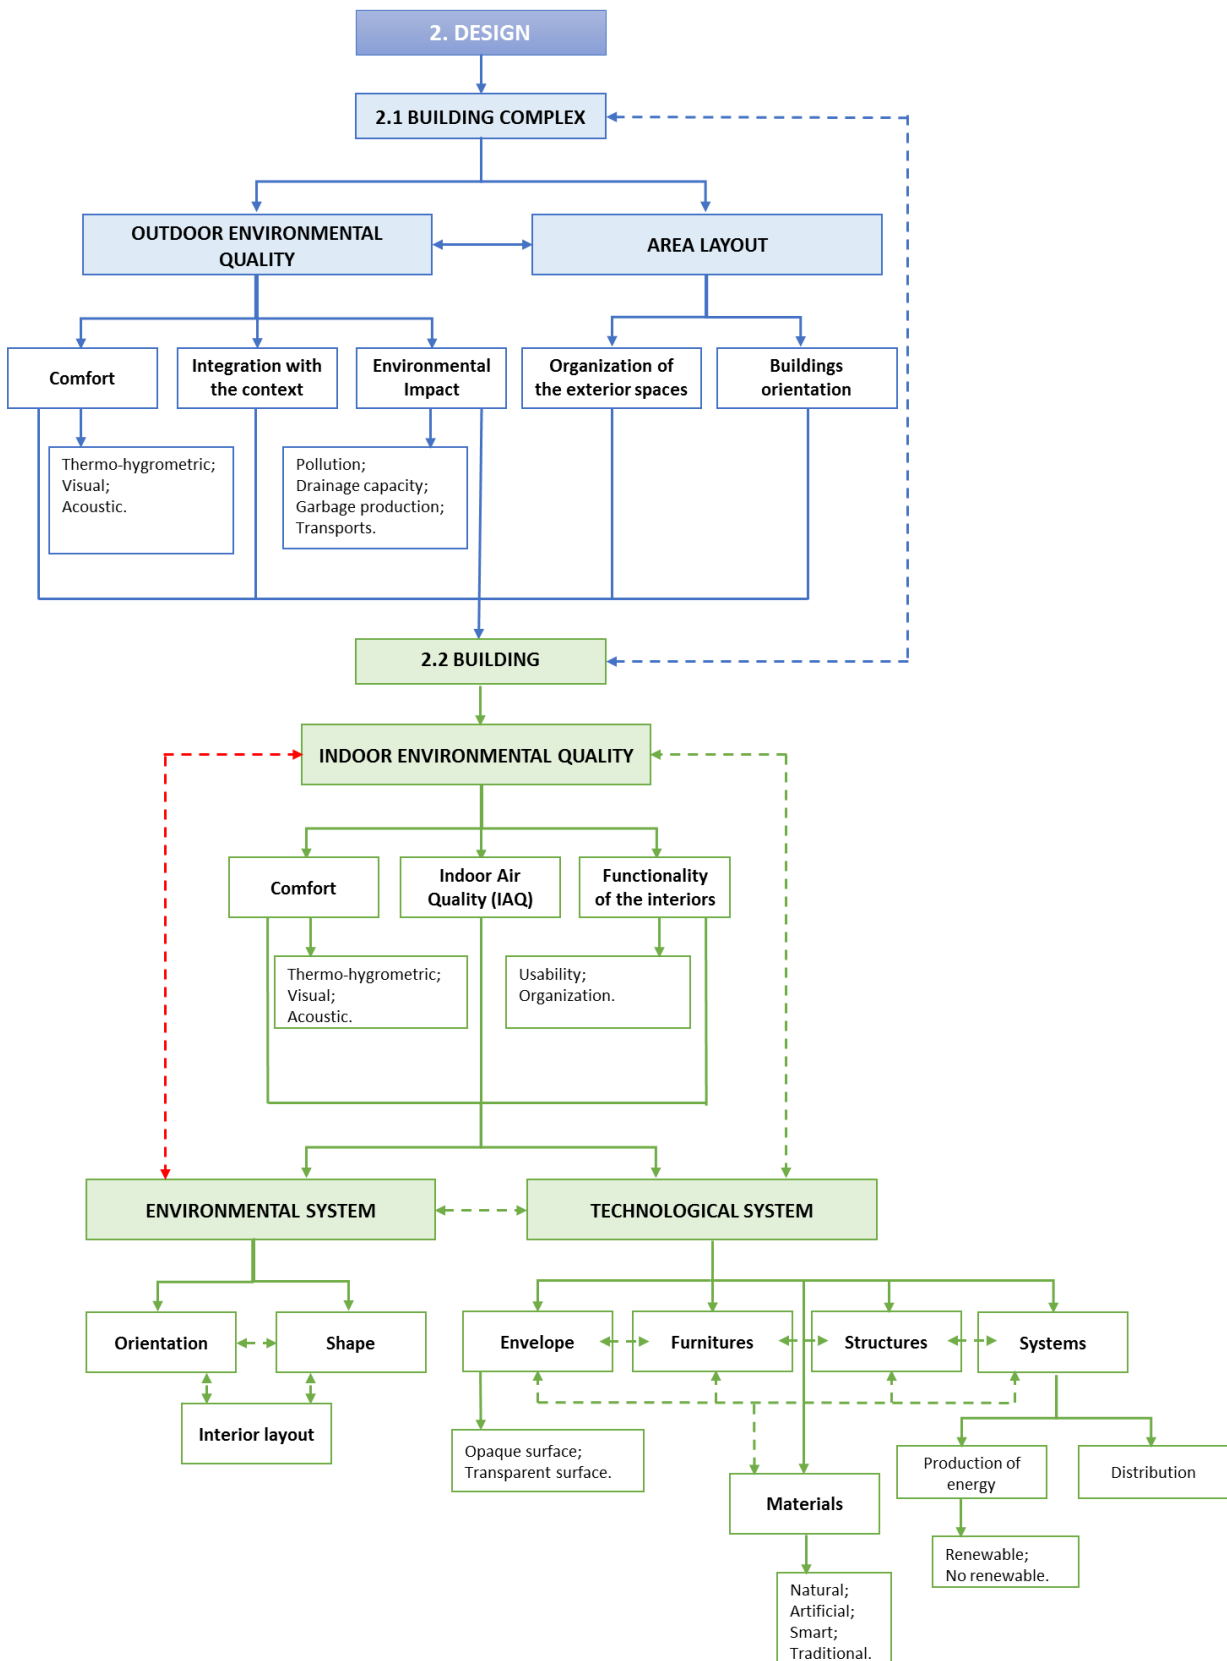 2. DESIGN
2.1 BUILDING COMPLEX
OUTDOOR ENVIRONMENTAL
QUALITY
AREA LAYOUT
Comfort
Integration with
the context
Environmental
Impact
Organization of
the exterior spaces
Buildings
orientation
Thermo-hygrometric;
Visual;
Acoustic.
Pollution;
Drainage capacity;
Garbage production;
Transports.
2.2 BUILDING
INDOOR ENVIRONMENTAL QUALITY
Comfort
Indoor Air
Quality (IAQ)
Functionality
of the interiors
Thermo-hygrometric;
Visual;
Acoustic.
Usability;
Organization.
ENVIRONMENTAL SYSTEM
TECHNOLOGICAL SYSTEM
Orientation
Shape
Interior layout
Envelope
Furnitures
Structures
Systems
Opaque surface;
Transparent surface.
Materials
Production of
energy
Distribution
Renewable;
No renewable.
Natural;
Artificial;
Smart;
Traditional.